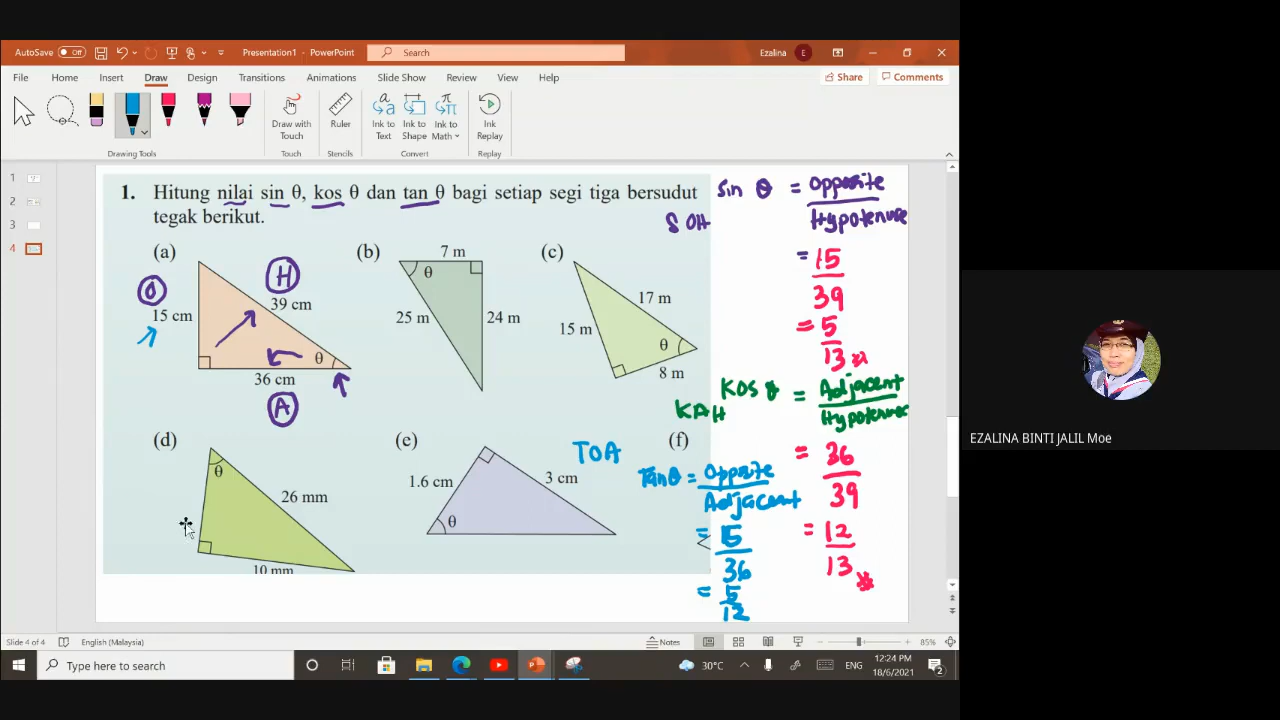 AutoSave Off
Presentation1 - PowerPoint
Search
Ezalina E
File Home Insert Draw Design Transitions Animations Slide Show Review View Help
Share Comments
Draw with Touch
Ruler
Ink to Text
Ink to Shape
Ink to Math
Ink Replay
Drawing Tools Touch Stencils Convert Replay
1
2
3
4
1. Hitung nilai sin θ, kos θ dan tan θ bagi setiap segi tiga bersudut
tegak berikut.
SOH
sin θ = Opposite
Hypotenuse
= 15
39
= 5
13
(a)
O
15 cm
H
39 cm
θ
36 cm
A
(b)
7 m
θ
25 m
24 m
(c)
17 m
15 m
θ
8 m
KAH
KOS θ = Adjacent
Hypotenuse
= 36
39
= 12
13
(d)
θ
26 mm
10 mm
(e)
1.6 cm
3 cm
θ
TOA
(f)
Tan θ = Opposite
Adjacent
= 15
36
= 5
12
EZALINA BINTI JALIL Moe
Slide 4 of 4
English (Malaysia)
Notes
85%
Type here to search
30°C
ENG
12:24 PM
18/6/2021
2